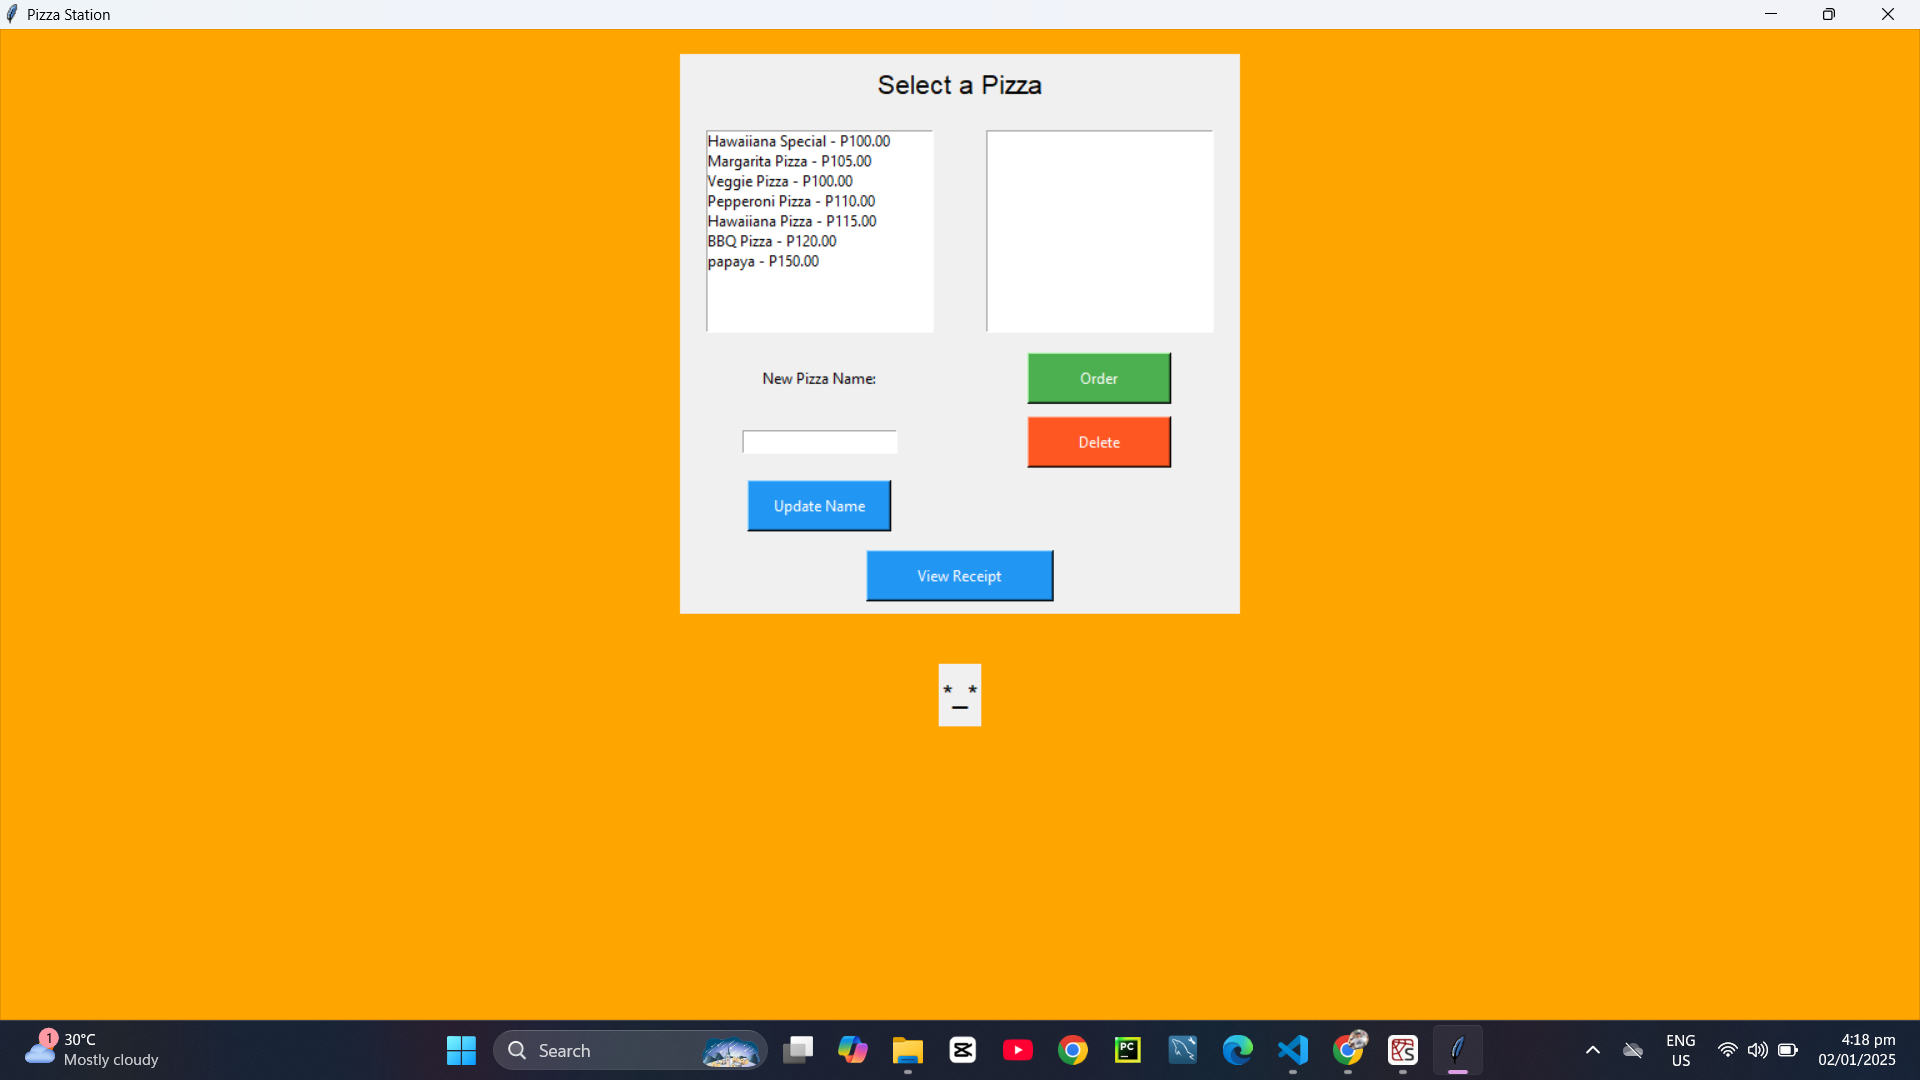 Pizza Station
Select a Pizza
Hawaiiana Special - P100.00
Margarita Pizza - P105.00
Veggie Pizza - P100.00
Pepperoni Pizza - P110.00
Hawaiiana Pizza - P115.00
BBQ Pizza - P120.00
papaya - P150.00
New Pizza Name:
Order
Delete
Update Name
View Receipt
*_*
1
30°C
Mostly cloudy
Search
PC
ENG
US
4:18 pm
02/01/2025